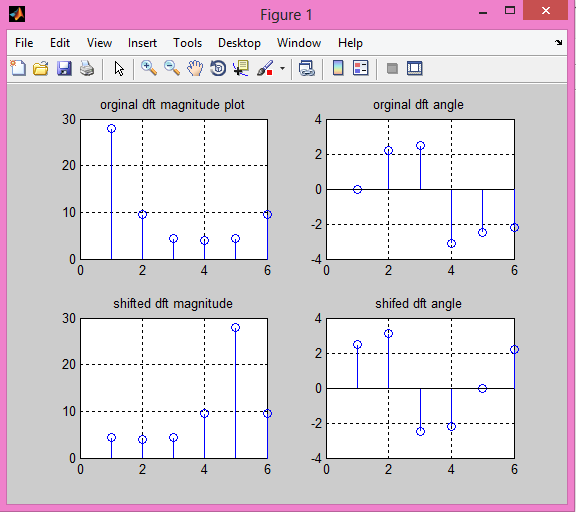 Figure 1
File Edit View Insert Tools Desktop Window Help
orginal dft magnitude plot
30
20
10
0
0 2 4 6
orginal dft angle
4
2
0
-2
-4
0 2 4 6
shifted dft magnitude
30
20
10
0
0 2 4 6
shifed dft angle
4
2
0
-2
-4
0 2 4 6